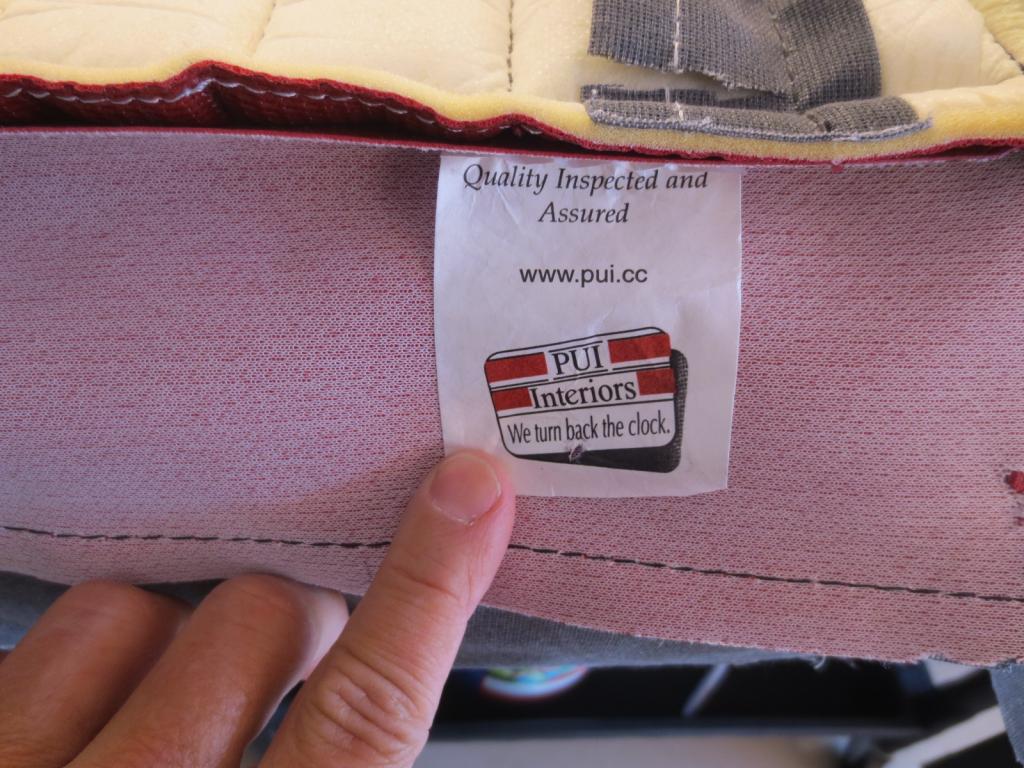 Quality Inspected and
Assured
www.pui.cc
PUI
Interiors
We turn back the clock.